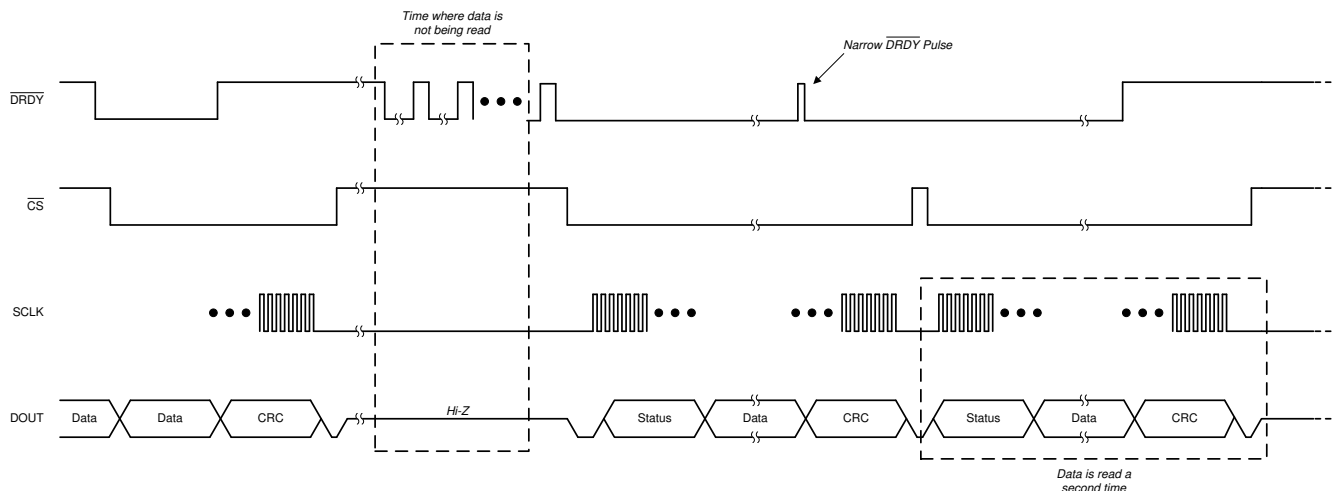 Time where data is
not being read
Narrow DRDY Pulse
DRDY
CS
SCLK
DOUT Data Data CRC Hi-Z Status Data CRC Status Data CRC
Data is read a
second time